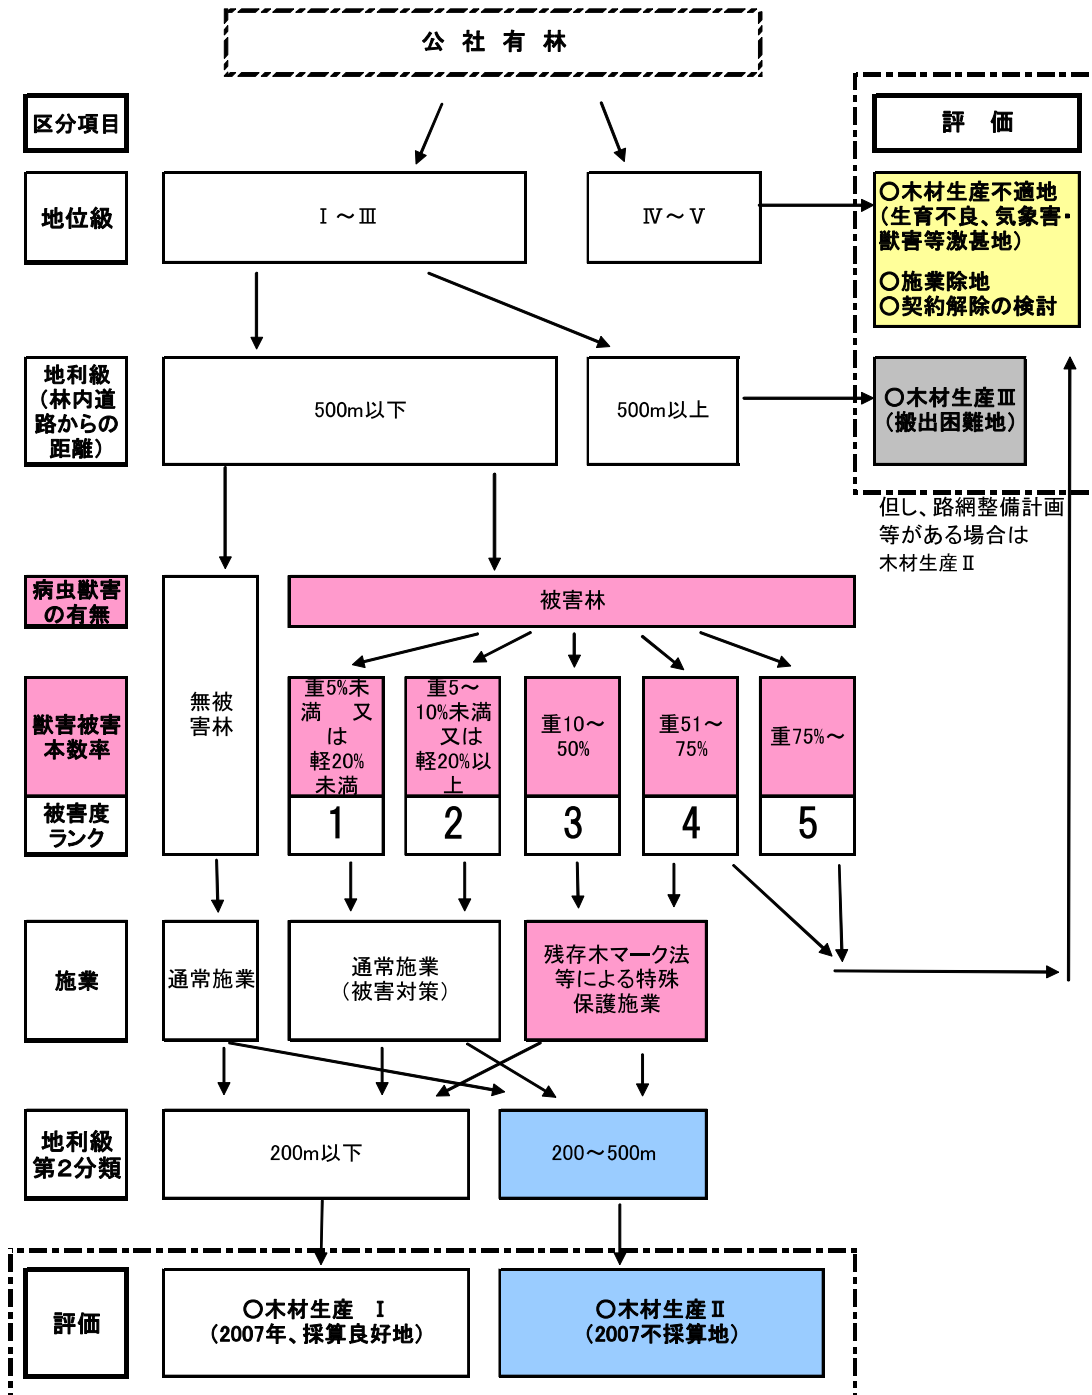 公 社 有 林
区分項目
評 価
地位級
Ⅰ～Ⅲ
Ⅳ～Ⅴ
○木材生産不適地
（生育不良、気象害・
獣害等激甚地）
○施業除地
○契約解除の検討
地利級
（林内道
路からの
距離）
500m以下
500m以上
○木材生産Ⅲ
（搬出困難地）
但し、路網整備計画
等がある場合は
木材生産Ⅱ
病虫獣害
の有無
無被
害林
被害林
獣害被害
本数率
重5%未
満 又
は
軽20%
未満
重5～
10%未満
又は
軽20%以
上
重10～
50%
重51～
75%
重75%～
被害度
ランク
1
2
3
4
5
施業
通常施業
通常施業
（被害対策）
残存木マーク法
等による特殊
保護施業
地利級
第2分類
200m以下
200～500m
評価
○木材生産 Ⅰ
（2007年、採算良好地）
○木材生産Ⅱ
（2007不採算地）